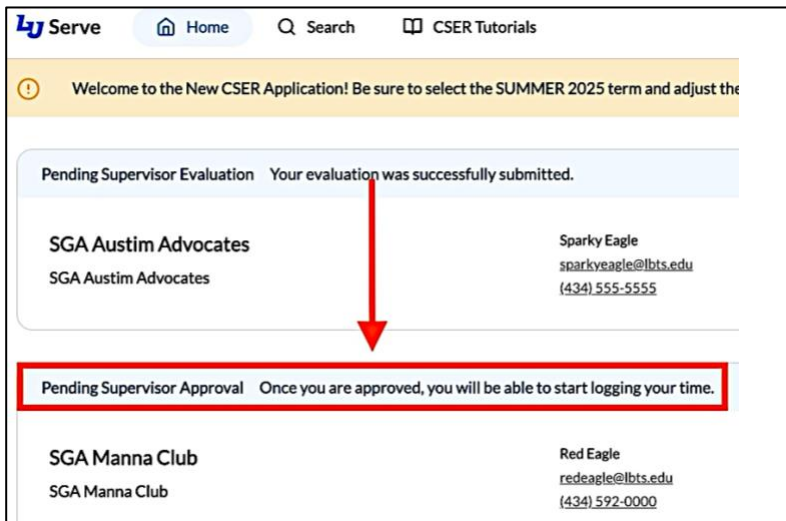 LU Serve Home Search CSER Tutorials
Welcome to the New CSER Application! Be sure to select the SUMMER 2025 term and adjust the
Pending Supervisor Evaluation Your evaluation was successfully submitted.
SGA Austim Advocates
SGA Austim Advocates
Sparky Eagle
sparkyeagle@lbts.edu
(434) 555-5555
Pending Supervisor Approval Once you are approved, you will be able to start logging your time.
SGA Manna Club
SGA Manna Club
Red Eagle
redeagle@lbts.edu
(434) 592-0000